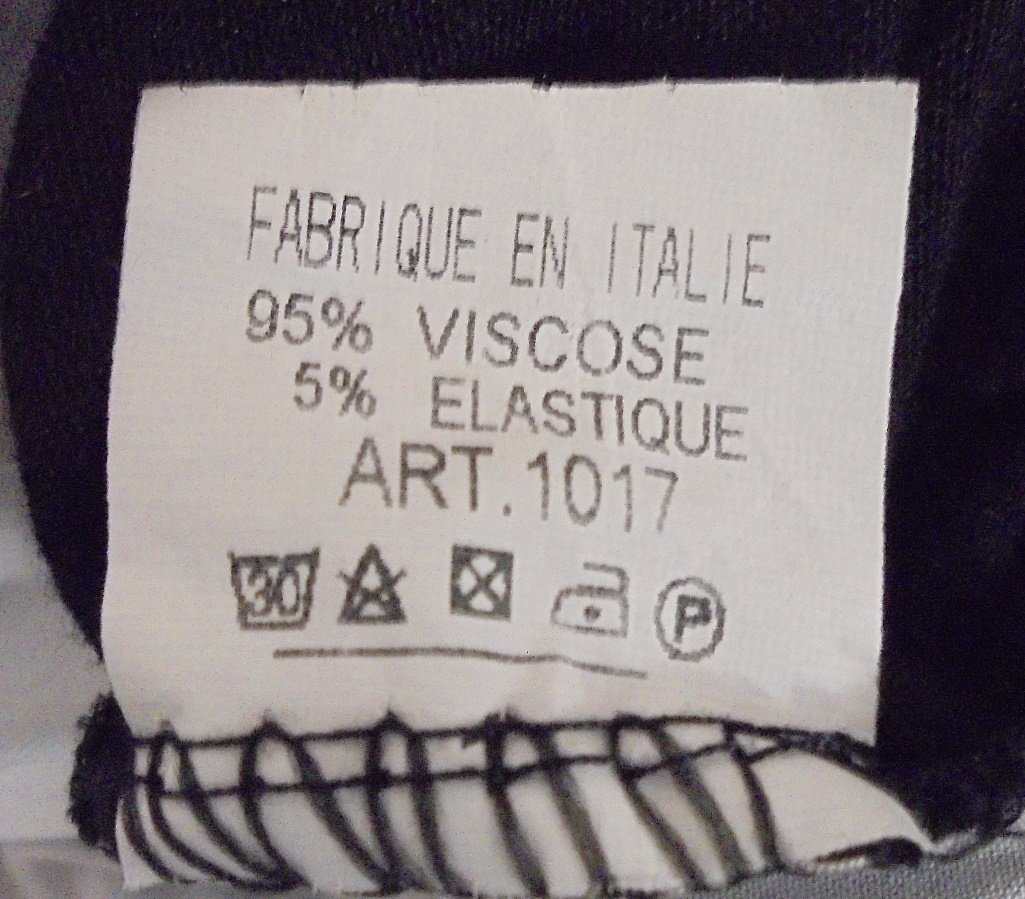 FABRIQUE EN ITALIE
95% VISCOSE
5% ELASTIQUE
ART.1017
30 P